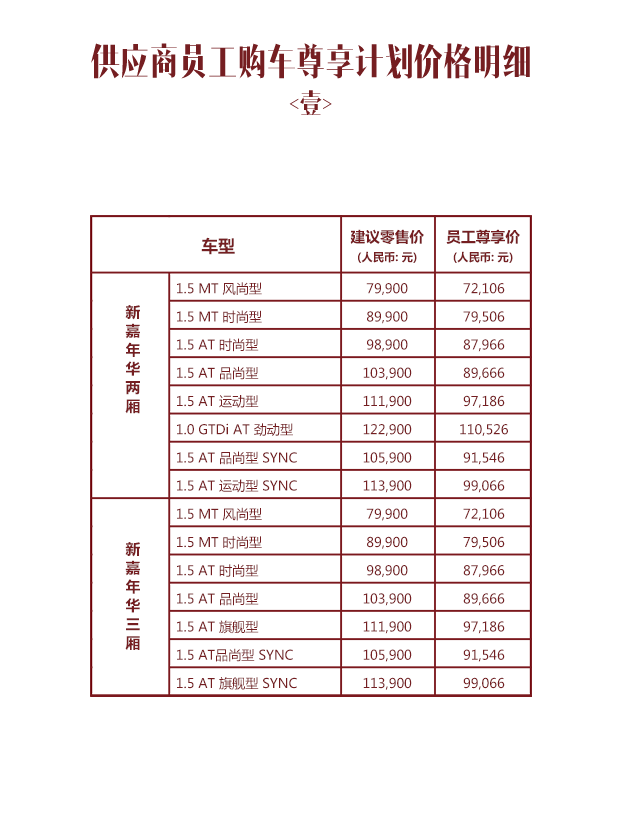 供应商员工购车尊享计划价格明细
<壹>
车型 建议零售价 员工尊享价
(人民币: 元) (人民币: 元)
新嘉年华两厢
1.5 MT 风尚型 79,900 72,106
1.5 MT 时尚型 89,900 79,506
1.5 AT 时尚型 98,900 87,966
1.5 AT 品尚型 103,900 89,666
1.5 AT 运动型 111,900 97,186
1.0 GTDi AT 劲动型 122,900 110,526
1.5 AT 品尚型 SYNC 105,900 91,546
1.5 AT 运动型 SYNC 113,900 99,066
新嘉年华三厢
1.5 MT 风尚型 79,900 72,106
1.5 MT 时尚型 89,900 79,506
1.5 AT 时尚型 98,900 87,966
1.5 AT 品尚型 103,900 89,666
1.5 AT 旗舰型 111,900 97,186
1.5 AT品尚型 SYNC 105,900 91,546
1.5 AT 旗舰型 SYNC 113,900 99,066